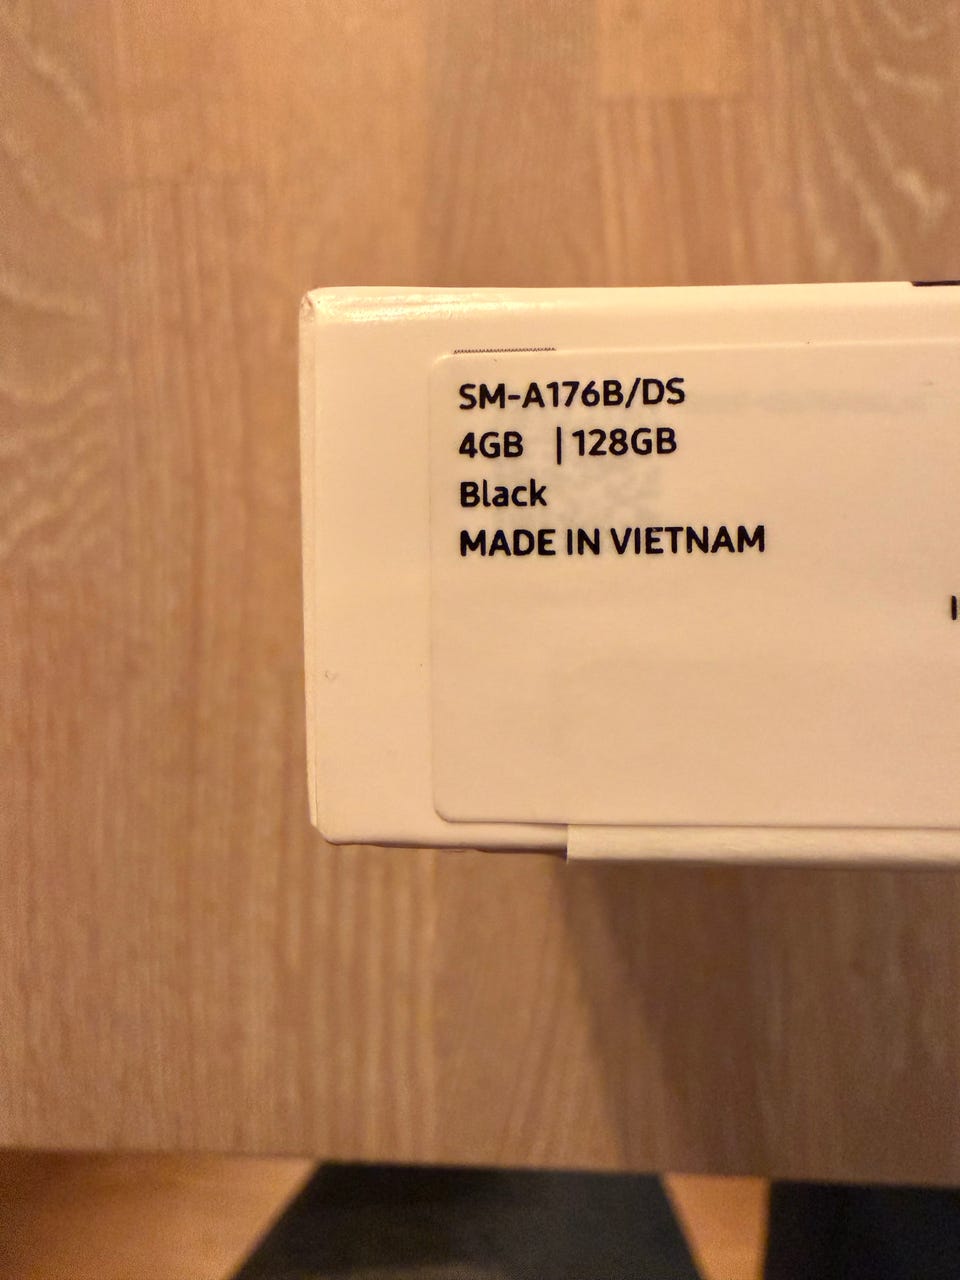 SM-A176B/DS
4GB | 128GB
Black
MADE IN VIETNAM